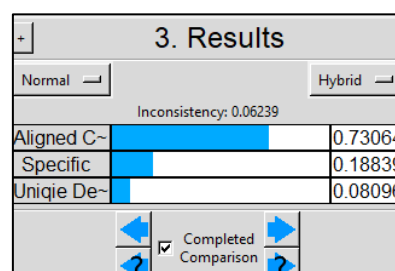 + 3. Results
Normal Hybrid
Inconsistency: 0.06239
Aligned C~ 0.73064
Specific 0.18839
Uniqie De~ 0.08096
Completed
Comparison
? ?